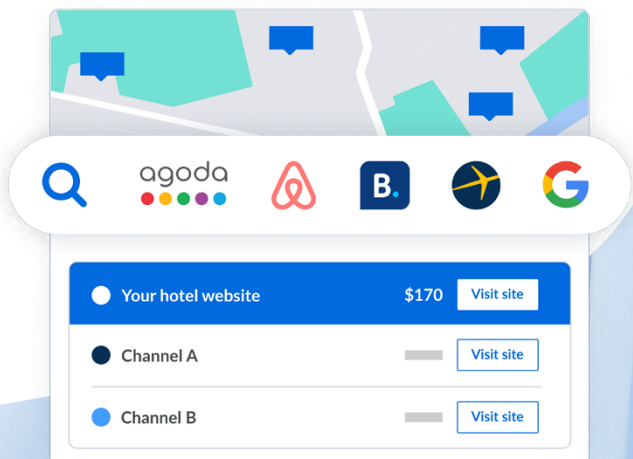 agoda
B.
G
Your hotel website $170 Visit site
Channel A Visit site
Channel B Visit site